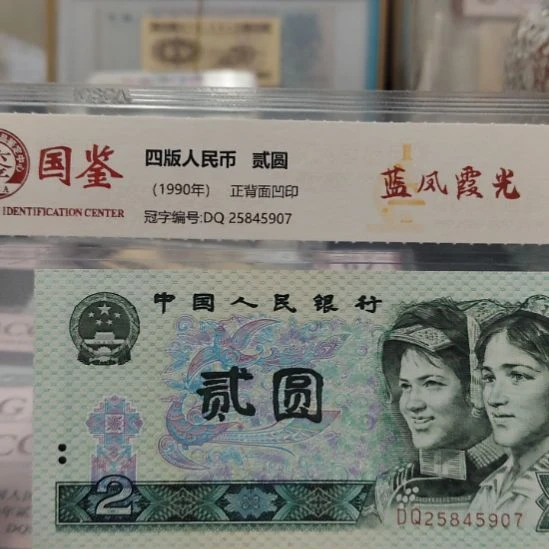 MSCA
国鉴
IDENTIFICATION CENTER
四版人民币 贰圆
(1990年) 正背面凹印
冠字编号:DQ 25845907
蓝凤霞光
中国人民银行
贰圆
2
DQ25845907